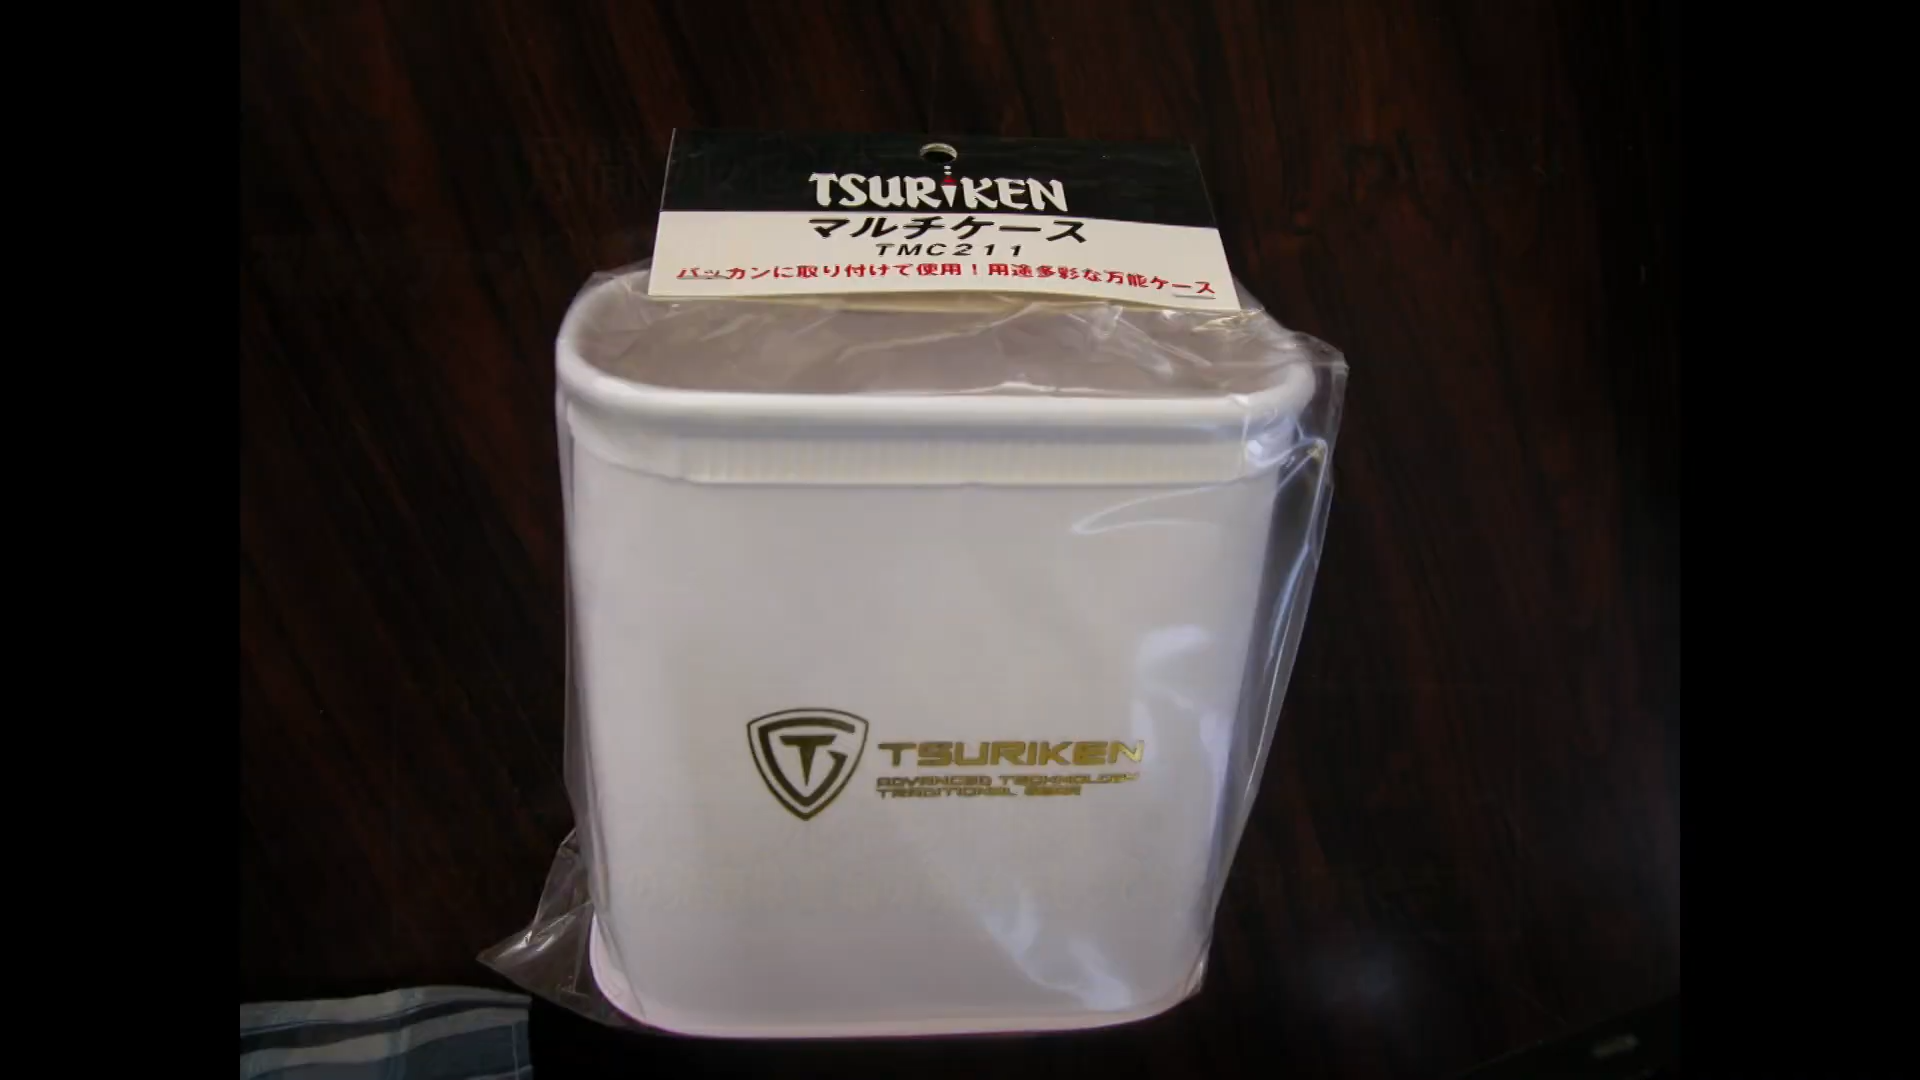 TSURIKEN
マルチケース
TMC211
バッカンに取り付けて使用！用途多彩な万能ケース
TSURIKEN
ADVANCED TECHNOLOGY
TRADITIONAL GEAR